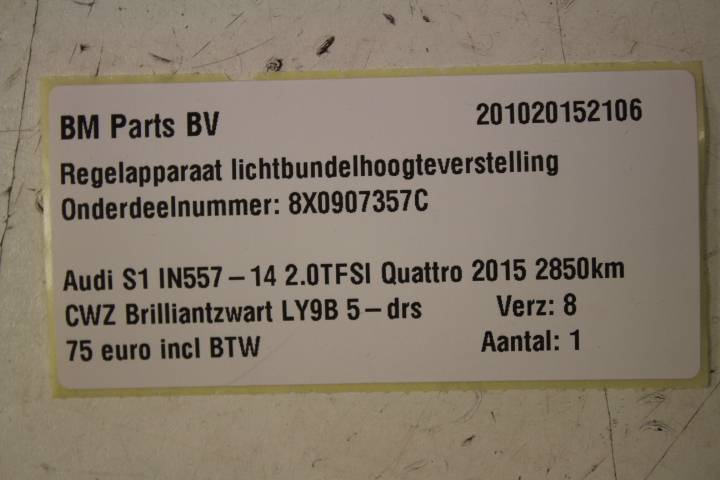 BM Parts BV 201020152106
Regelapparaat lichtbundelhoogteverstelling
Onderdeelnummer: 8X0907357C
Audi S1 IN557-14 2.0TFSI Quattro 2015 2850km
CWZ Brilliantzwart LY9B 5-drs Verz: 8
75 euro incl BTW Aantal: 1